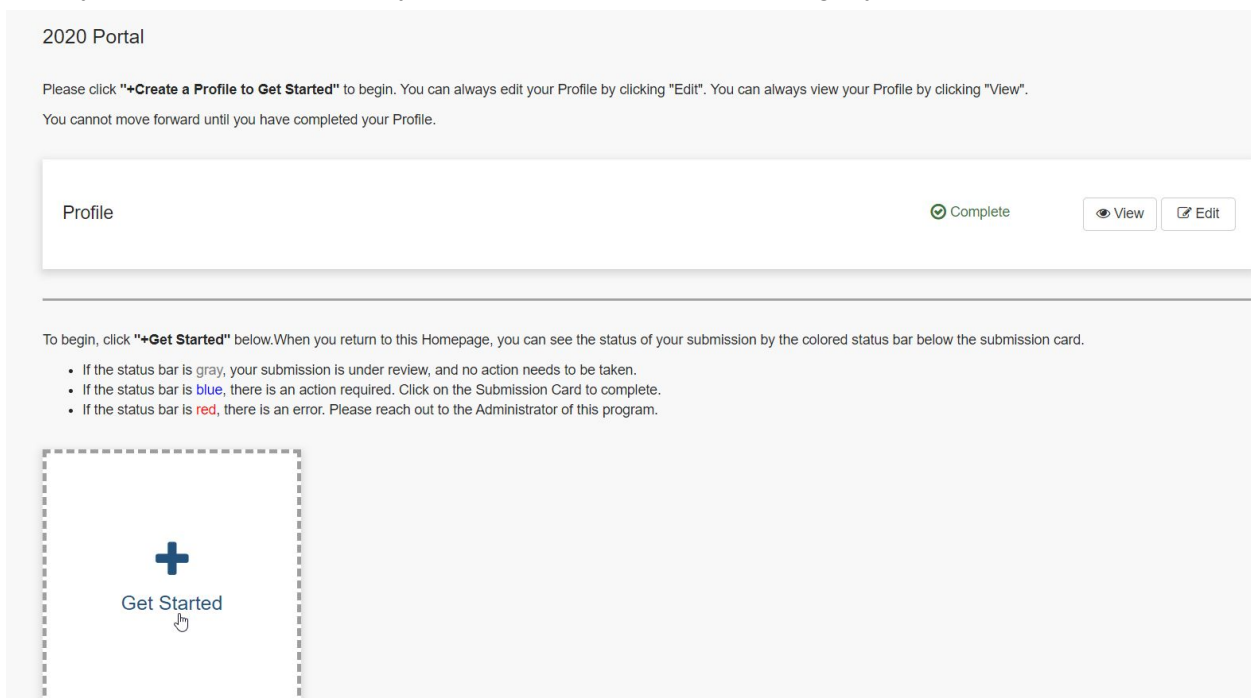 2020 Portal
Please click "+Create a Profile to Get Started" to begin. You can always edit your Profile by clicking "Edit". You can always view your Profile by clicking "View".
You cannot move forward until you have completed your Profile.
Profile
Complete
View
Edit
To begin, click "+Get Started" below.When you return to this Homepage, you can see the status of your submission by the colored status bar below the submission card.
• If the status bar is gray, your submission is under review, and no action needs to be taken.
• If the status bar is blue, there is an action required. Click on the Submission Card to complete.
• If the status bar is red, there is an error. Please reach out to the Administrator of this program.
Get Started